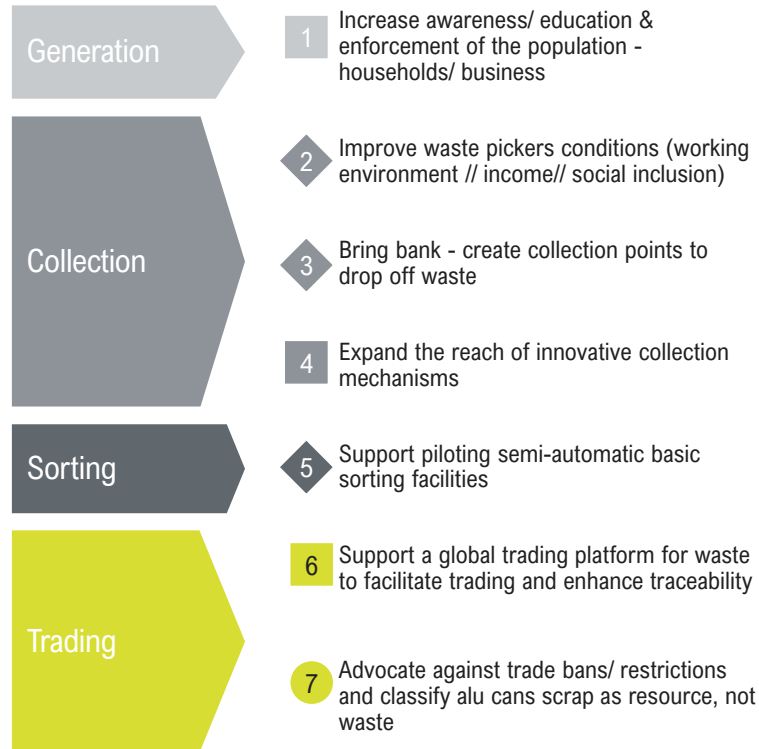 Generation
1
Increase awareness/ education &
enforcement of the population -
households/ business
Collection
2
Improve waste pickers conditions (working
environment // income// social inclusion)
3
Bring bank - create collection points to
drop off waste
4
Expand the reach of innovative collection
mechanisms
Sorting
5
Support piloting semi-automatic basic
sorting facilities
Trading
6
Support a global trading platform for waste
to facilitate trading and enhance traceability
7
Advocate against trade bans/ restrictions
and classify alu cans scrap as resource, not
waste